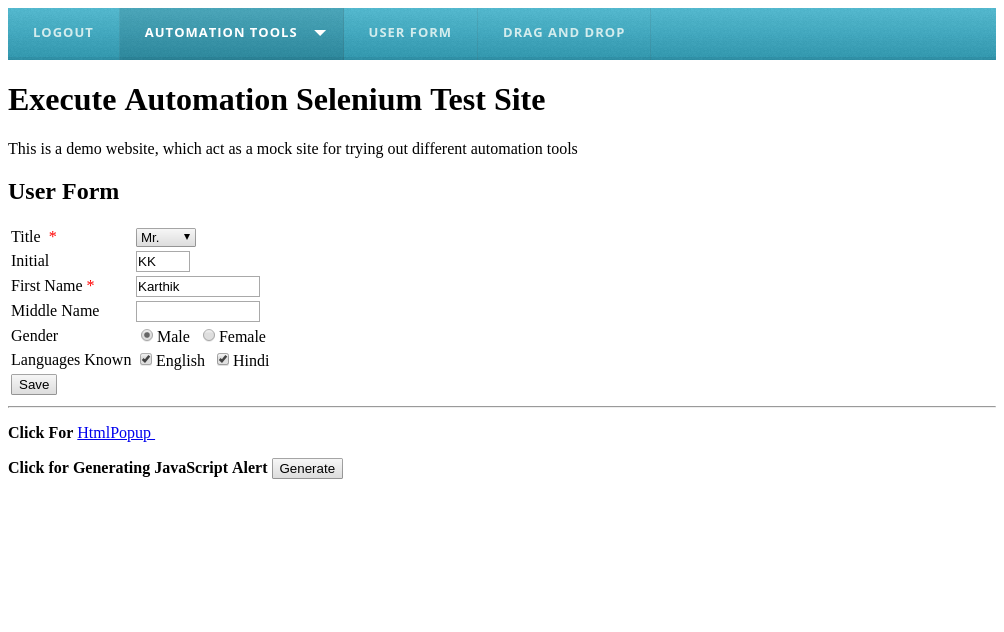 LOGOUT AUTOMATION TOOLS USER FORM DRAG AND DROP
Execute Automation Selenium Test Site
This is a demo website, which act as a mock site for trying out different automation tools
User Form
Title * Mr.
Initial KK
First Name * Karthik
Middle Name
Gender Male Female
Languages Known English Hindi
Save
Click For HtmlPopup
Click for Generating JavaScript Alert Generate